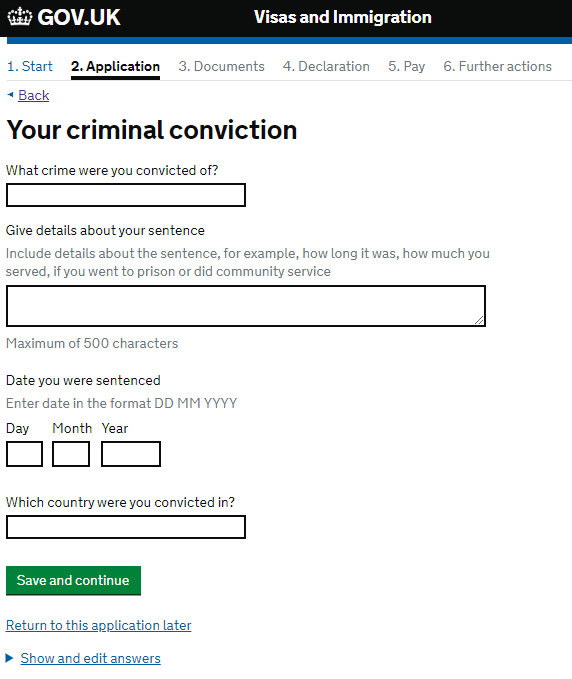 GOV.UK
Visas and Immigration
1. Start 2. Application 3. Documents 4. Declaration 5. Pay 6. Further actions
Back
Your criminal conviction
What crime were you convicted of?
Give details about your sentence
Include details about the sentence, for example, how long it was, how much you
served, if you went to prison or did community service
Maximum of 500 characters
Date you were sentenced
Enter date in the format DD MM YYYY
Day Month Year
Which country were you convicted in?
Save and continue
Return to this application later
Show and edit answers